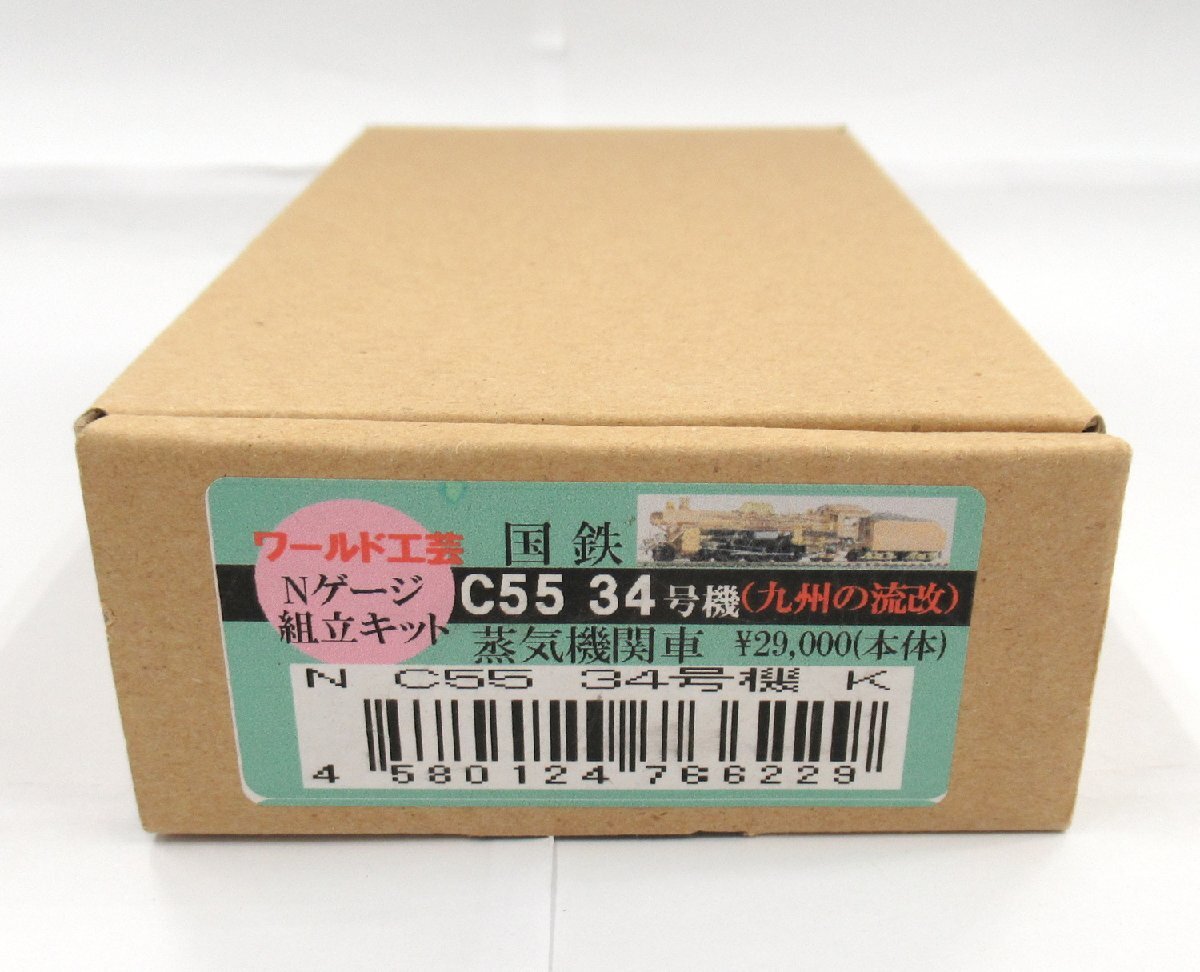 ワールド工芸
Nゲージ
組立キット
国鉄
C55 34号機(九州の流改)
蒸気機関車 ¥29,000(本体)
N C55 34号機 K
4 580124 766229